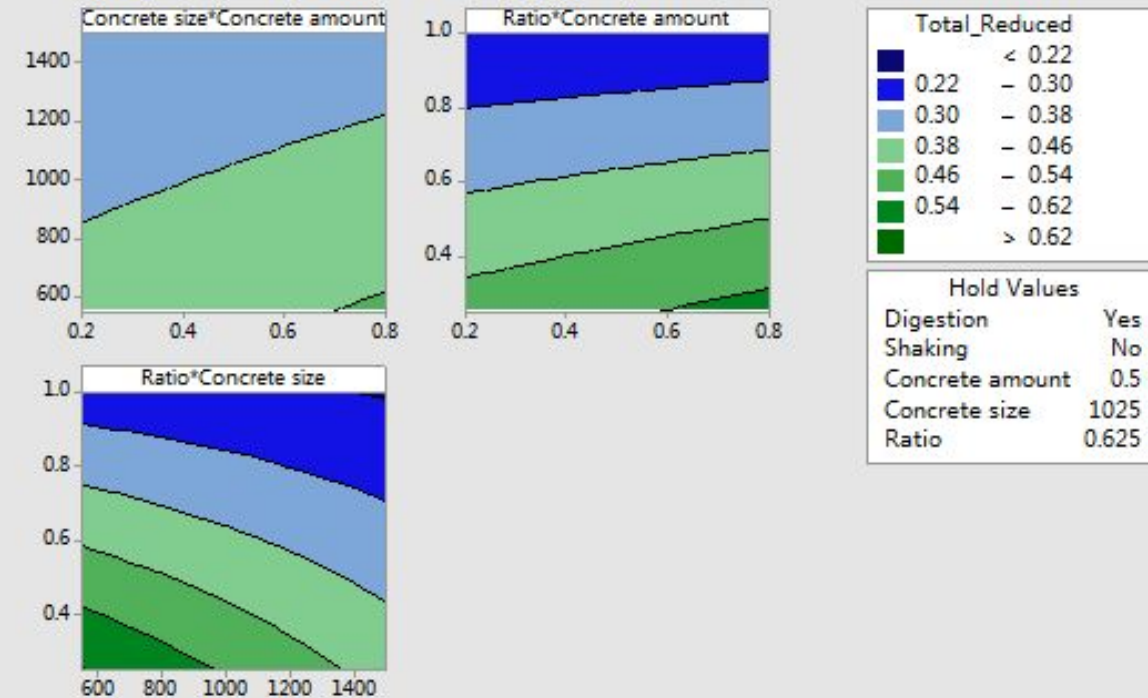 Concrete size*Concrete amount
1400
1200
1000
800
600
0.2 0.4 0.6 0.8
Ratio*Concrete amount
1.0
0.8
0.6
0.4
0.2 0.4 0.6 0.8
Ratio*Concrete size
1.0
0.8
0.6
0.4
600 800 1000 1200 1400
Total_Reduced
< 0.22
0.22 – 0.30
0.30 – 0.38
0.38 – 0.46
0.46 – 0.54
0.54 – 0.62
> 0.62
Hold Values
Digestion Yes
Shaking No
Concrete amount 0.5
Concrete size 1025
Ratio 0.625